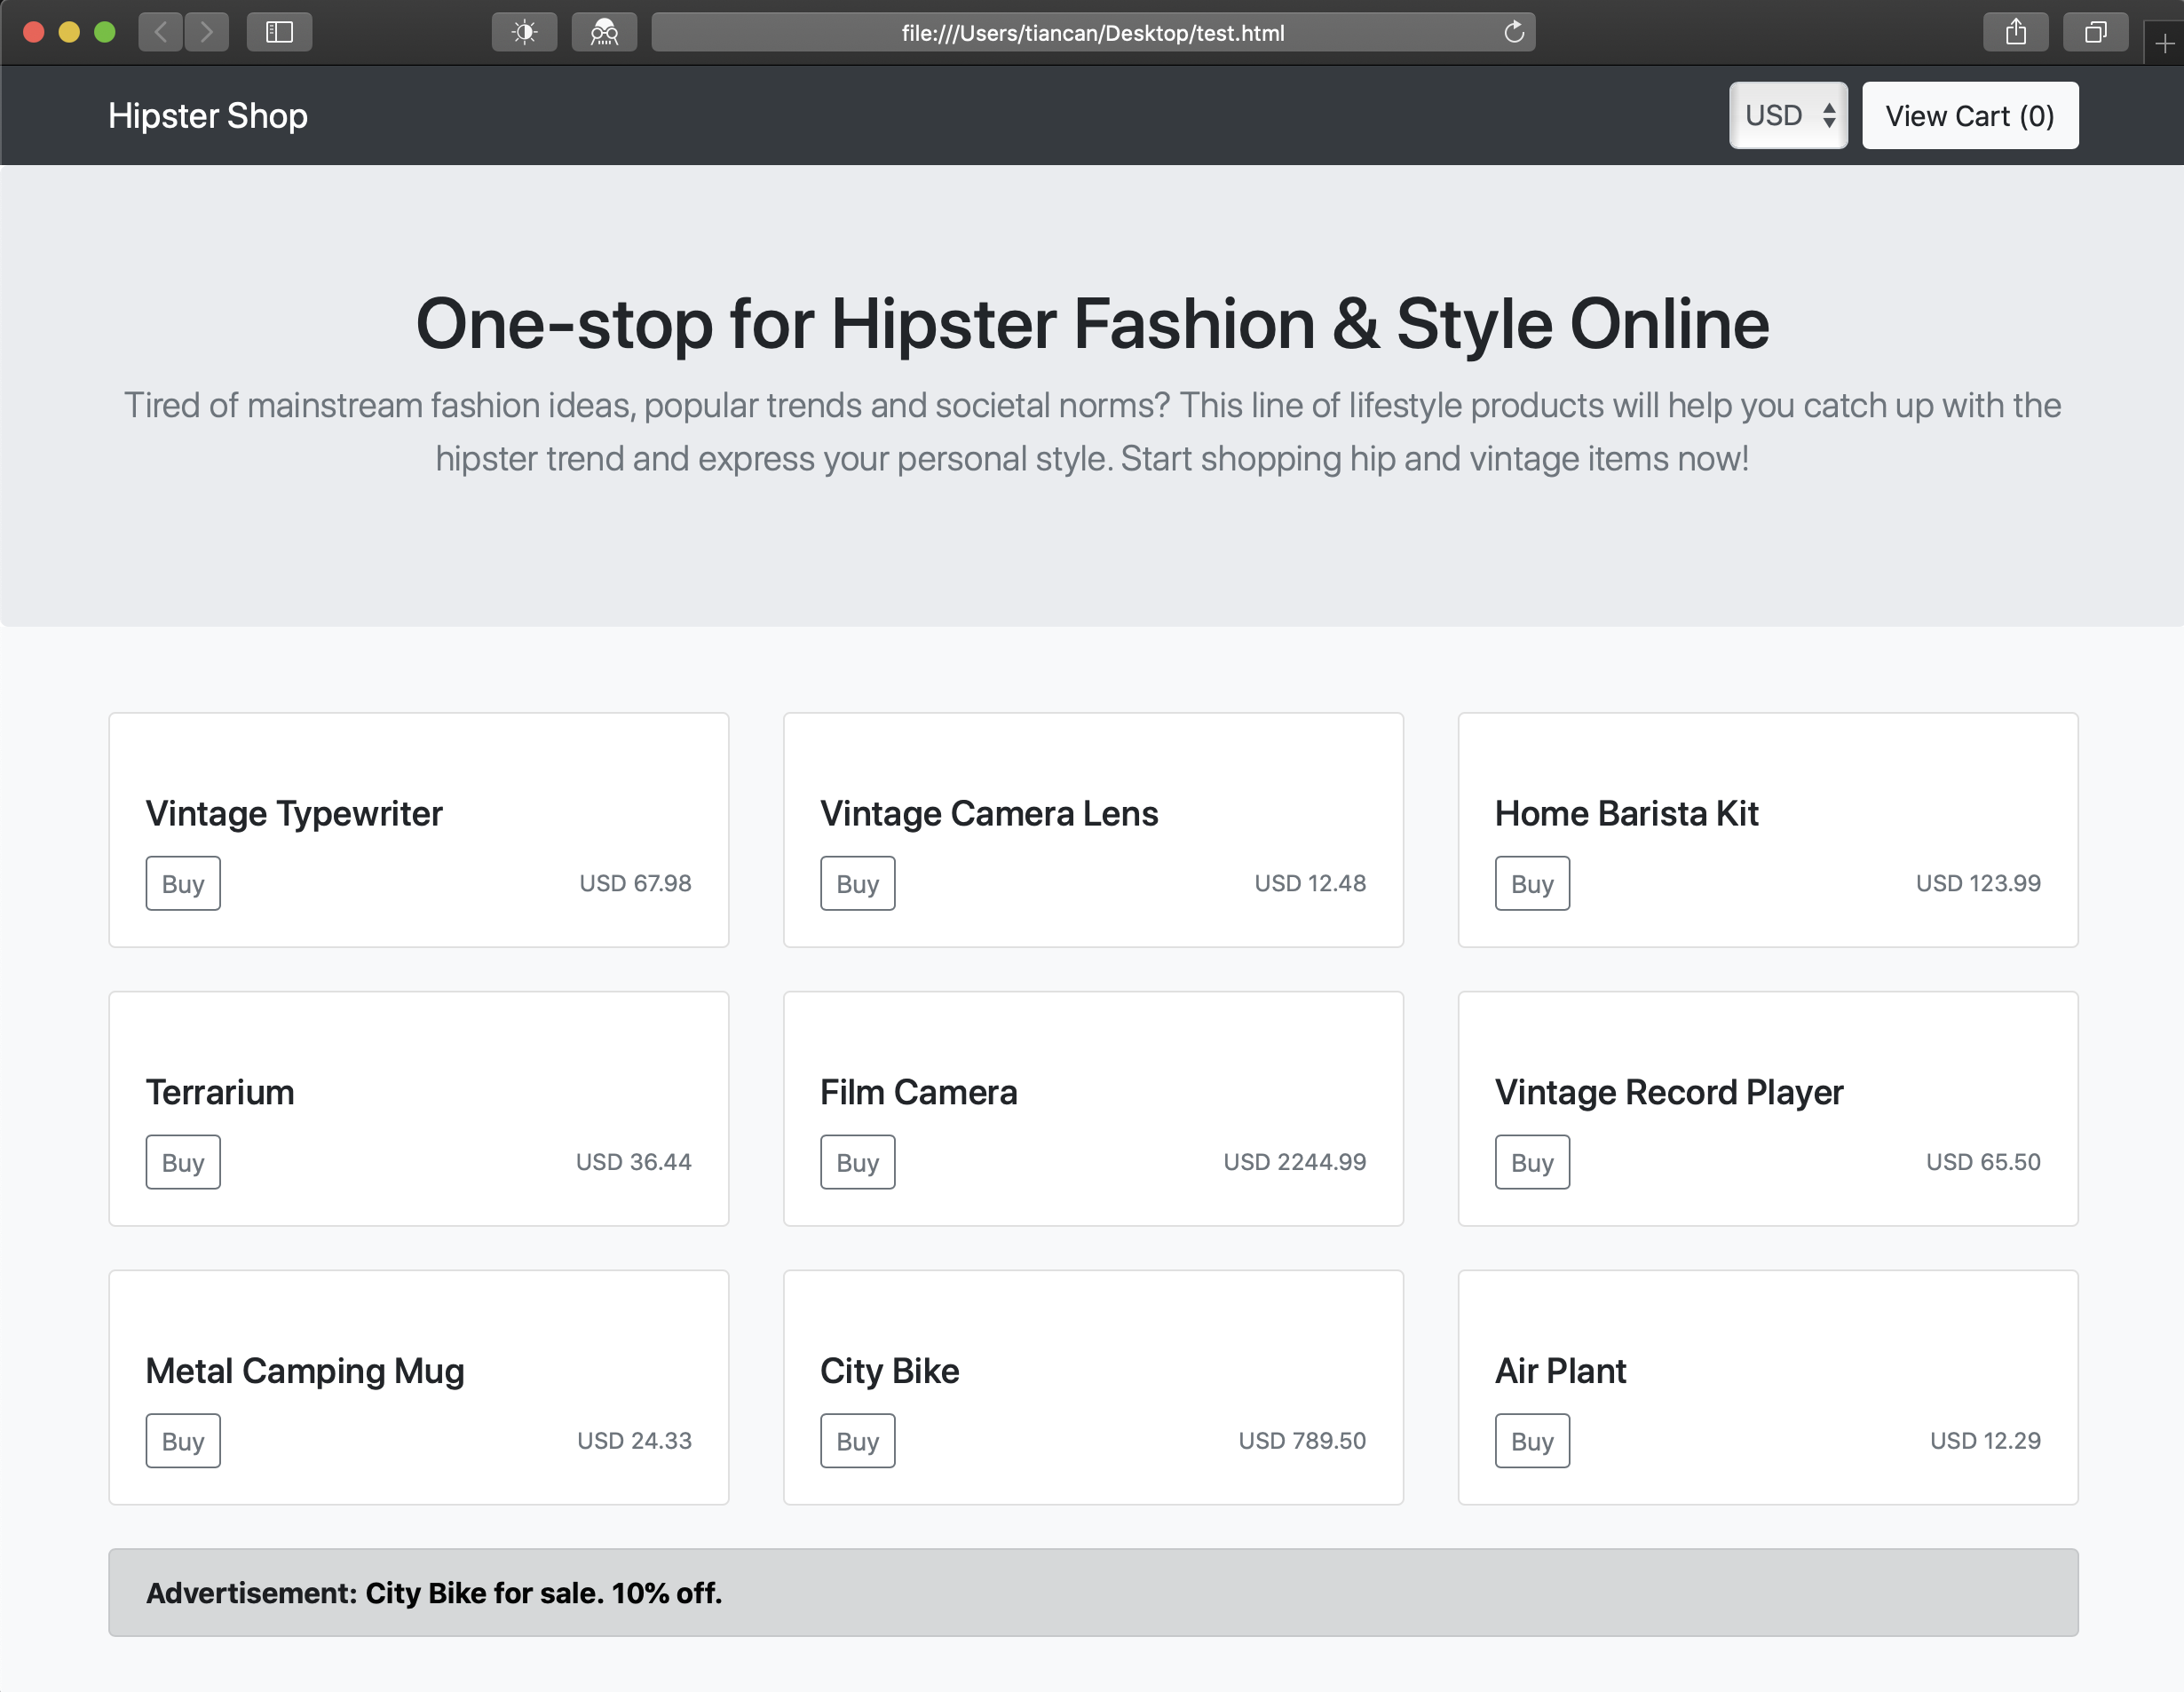 file:///Users/tiancan/Desktop/test.html
Hipster Shop
USD
View Cart (0)
One-stop for Hipster Fashion & Style Online
Tired of mainstream fashion ideas, popular trends and societal norms? This line of lifestyle products will help you catch up with the
hipster trend and express your personal style. Start shopping hip and vintage items now!
Vintage Typewriter
Buy
USD 67.98
Vintage Camera Lens
Buy
USD 12.48
Home Barista Kit
Buy
USD 123.99
Terrarium
Buy
USD 36.44
Film Camera
Buy
USD 2244.99
Vintage Record Player
Buy
USD 65.50
Metal Camping Mug
Buy
USD 24.33
City Bike
Buy
USD 789.50
Air Plant
Buy
USD 12.29
Advertisement: City Bike for sale. 10% off.